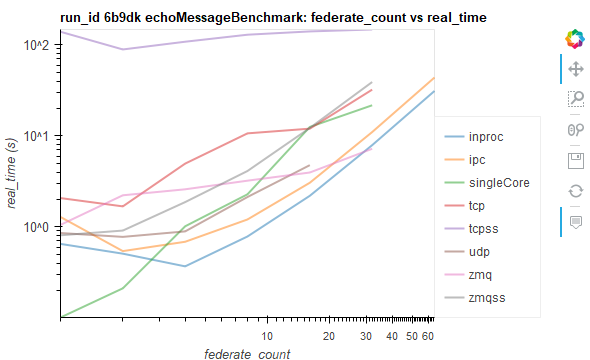 run_id 6b9dk echoMessageBenchmark: federate_count vs real_time
10^2
10^1
10^0
real_time (s)
10 20 30 40 50 60
federate_count
inproc
ipc
singleCore
tcp
tcpss
udp
zmq
zmqss